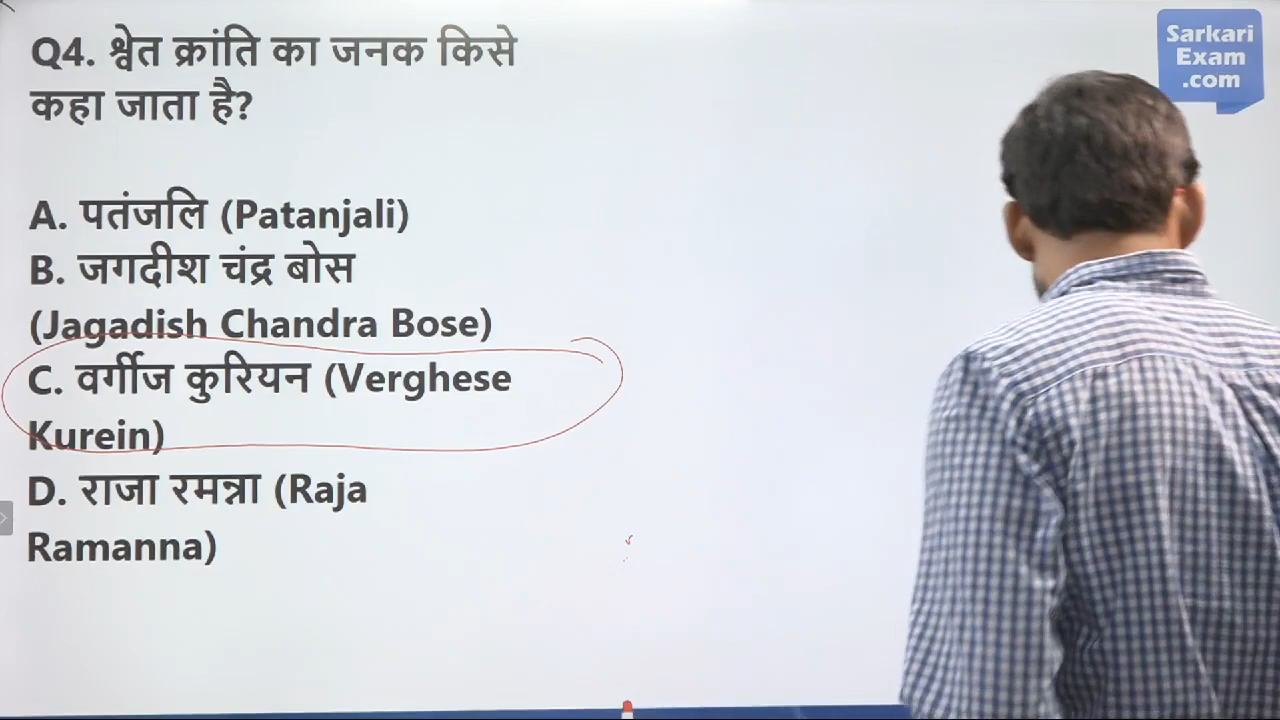 Q4. श्वेत क्रांति का जनक किसे
कहा जाता है?
A. पतंजलि (Patanjali)
B. जगदीश चंद्र बोस
(Jagadish Chandra Bose)
C. वर्गीज कुरियन (Verghese
Kurein)
D. राजा रमन्ना (Raja
Ramanna)
Sarkari
Exam
.com